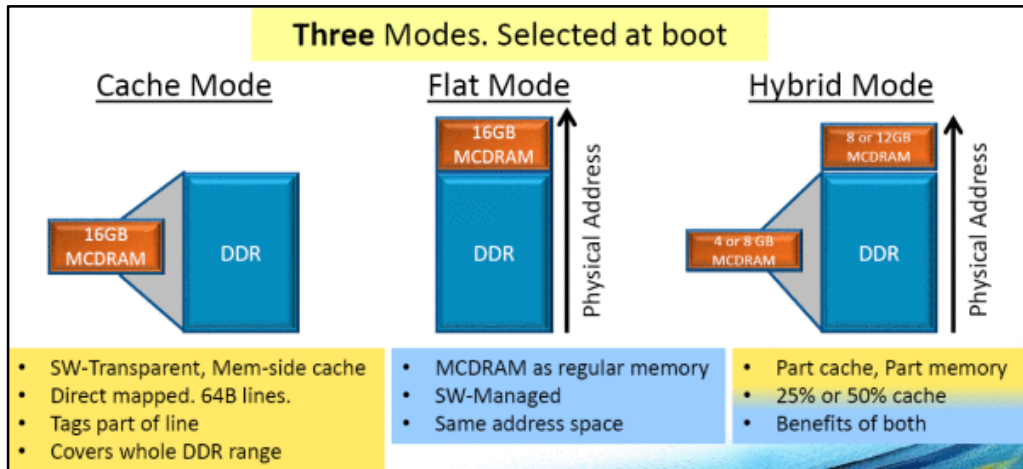 Three Modes. Selected at boot
Cache Mode
16GB
MCDRAM
DDR
• SW-Transparent, Mem-side cache
• Direct mapped. 64B lines.
• Tags part of line
• Covers whole DDR range
Flat Mode
16GB
MCDRAM
DDR
Physical Address
• MCDRAM as regular memory
• SW-Managed
• Same address space
Hybrid Mode
8 or 12GB
MCDRAM
4 or 8 GB
MCDRAM
DDR
Physical Address
• Part cache, Part memory
• 25% or 50% cache
• Benefits of both